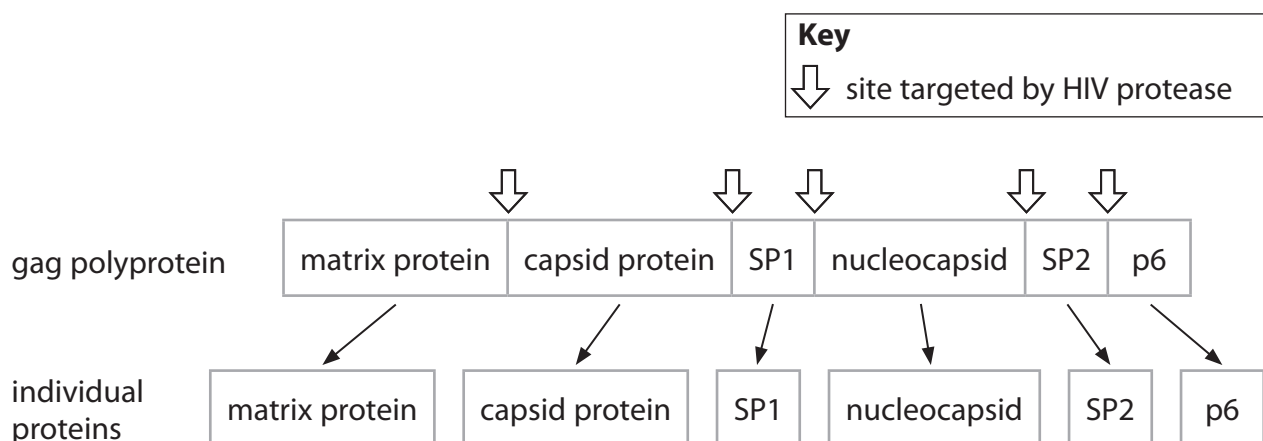 Key
site targeted by HIV protease
gag polyprotein
matrix protein
capsid protein
SP1
nucleocapsid
SP2
p6
individual
proteins
matrix protein
capsid protein
SP1
nucleocapsid
SP2
p6